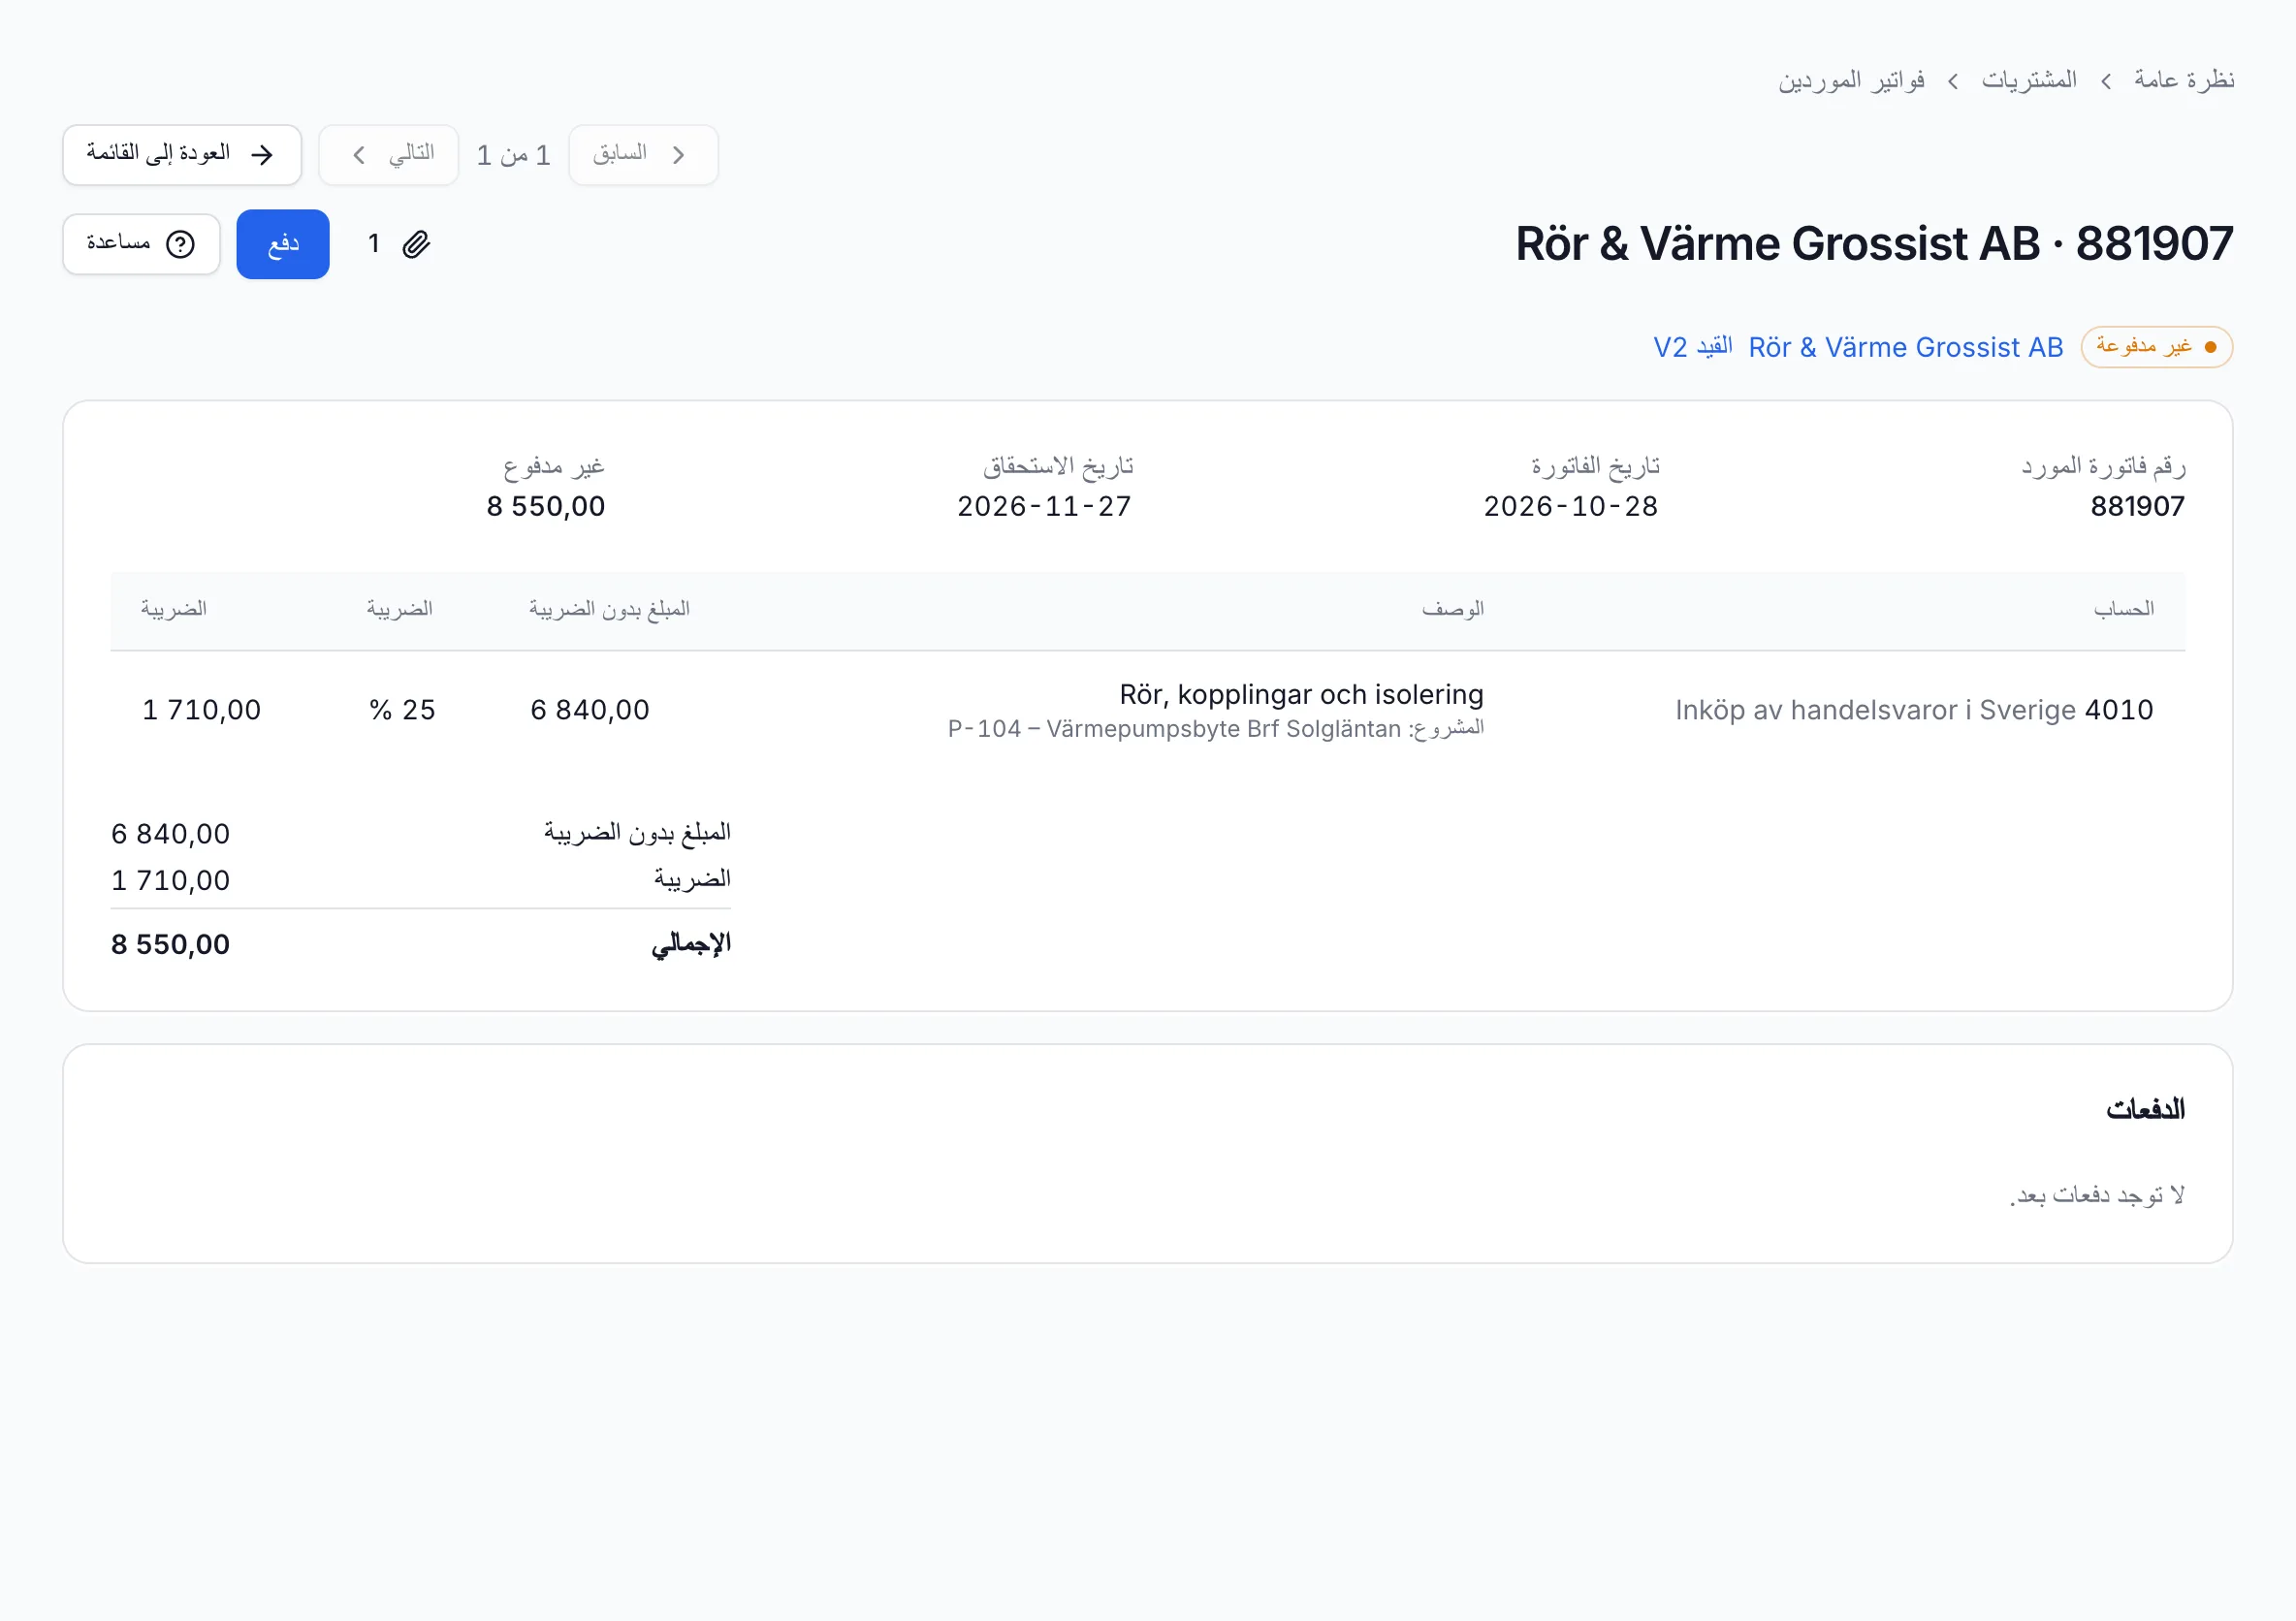 نظرة عامة
المشتريات
فواتير الموردين
السابق
1 من 1
التالي
العودة إلى القائمة
Rör & Värme Grossist AB · 881907
1
دفع
مساعدة
غير مدفوعة
Rör & Värme Grossist AB
القيد V2
رقم فاتورة المورد
881907
تاريخ الفاتورة
2026-10-28
تاريخ الاستحقاق
2026-11-27
غير مدفوع
8 550,00
الحساب
الوصف
المبلغ بدون الضريبة
الضريبة
الضريبة
4010 Inköp av handelsvaror i Sverige
Rör, kopplingar och isolering
المشروع: P-104 – Värmepumpsbyte Brf Solgläntan
6 840,00
25 %
1 710,00
المبلغ بدون الضريبة
6 840,00
الضريبة
1 710,00
الإجمالي
8 550,00
الدفعات
لا توجد دفعات بعد.